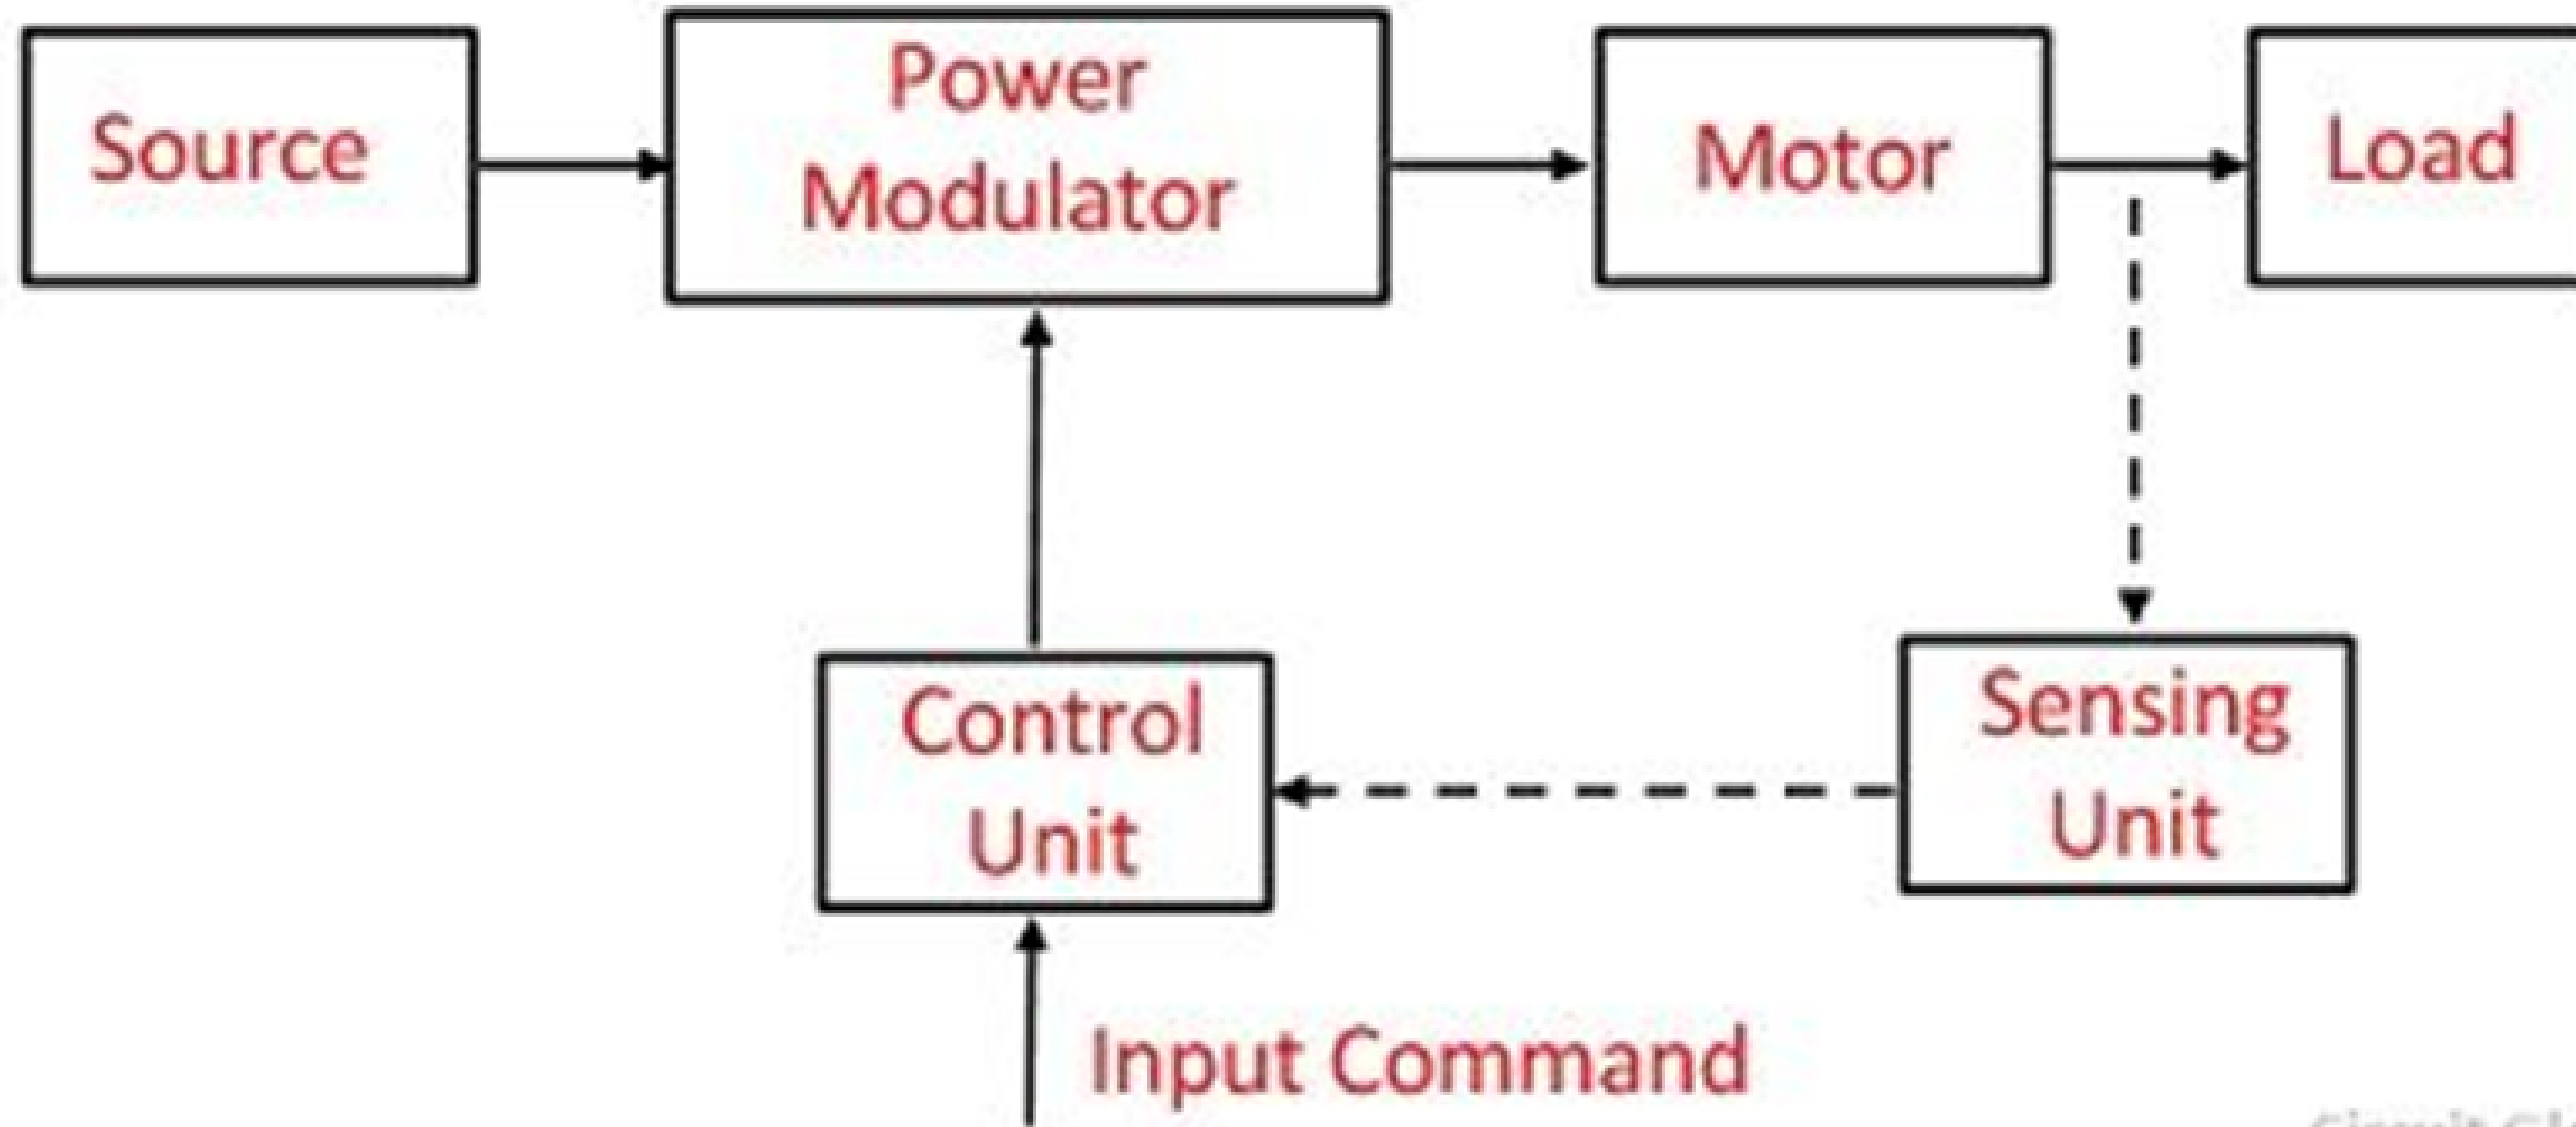 Source
Power
Modulator
Motor
Load
Control
Unit
Sensing
Unit
Input Command